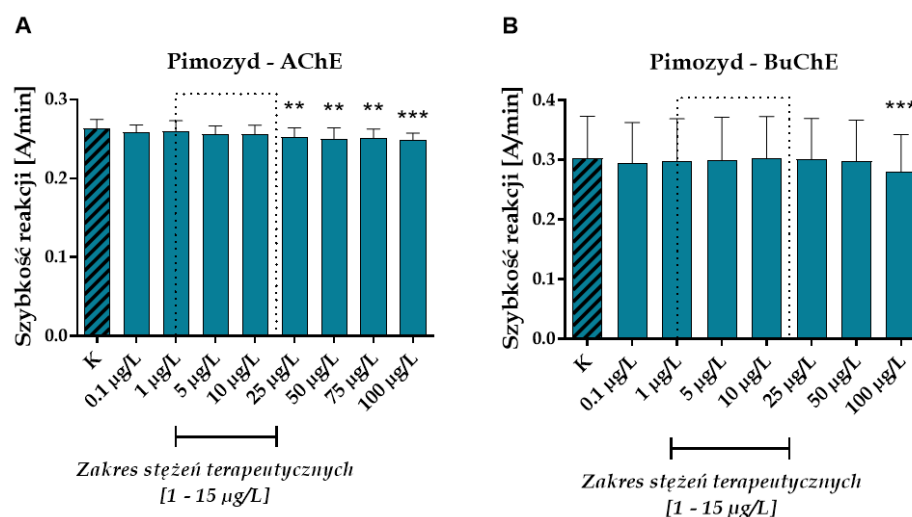 A
Pimozyd - AChE
Szybkość reakcji [A/min]
0.3
0.2
0.1
0.0
** ** ** ***
K
0.1 µg/L
1 µg/L
5 µg/L
10 µg/L
25 µg/L
50 µg/L
75 µg/L
100 µg/L
Zakres stężeń terapeutycznych
[1 - 15 µg/L]
B
Pimozyd - BuChE
Szybkość reakcji [A/min]
0.4
0.3
0.2
0.1
0.0
***
K
0.1 µg/L
1 µg/L
5 µg/L
10 µg/L
25 µg/L
50 µg/L
100 µg/L
Zakres stężeń terapeutycznych
[1 - 15 µg/L]